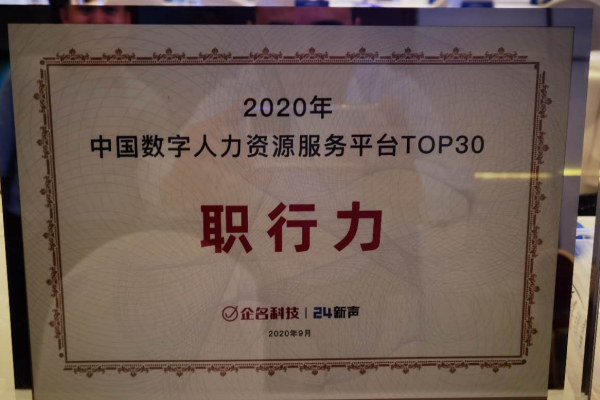 2020年
中国数字人力资源服务平台TOP30
职行力
企名科技 | 24新声
2020年9月